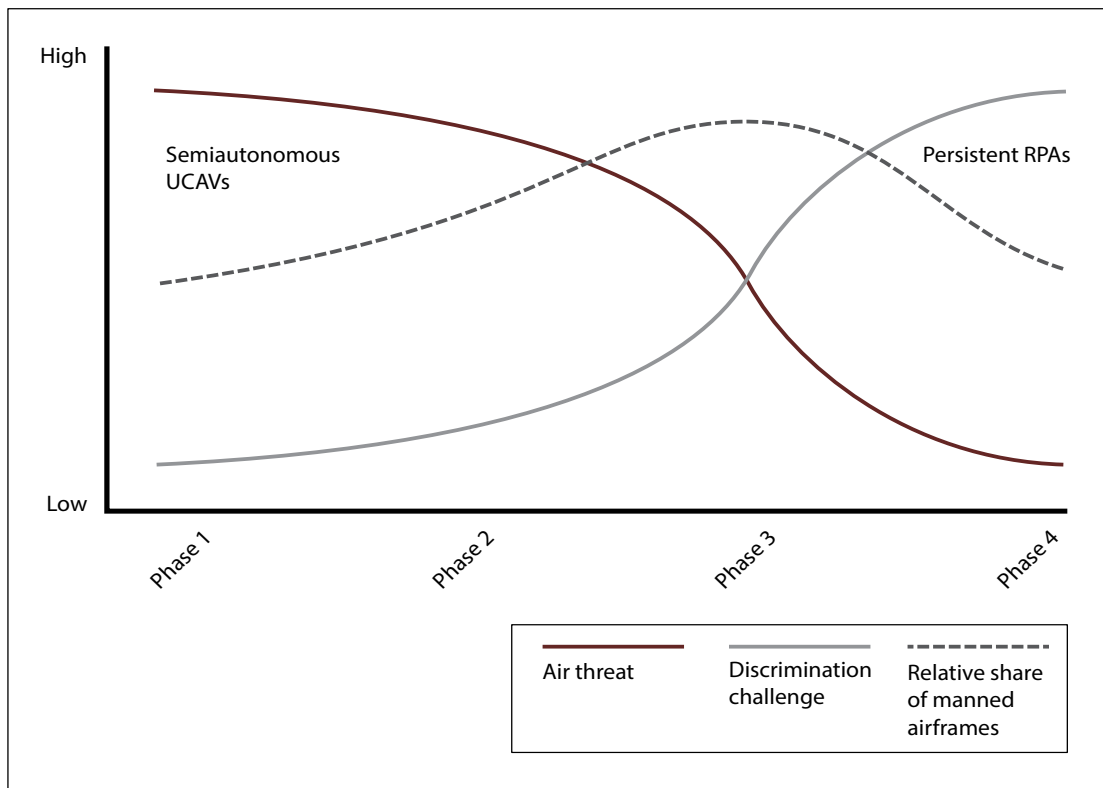 High
Semiautonomous
UCAVs
Persistent RPAs
Low
Phase 1
Phase 2
Phase 3
Phase 4
Air threat
Discrimination
challenge
Relative share
of manned
airframes